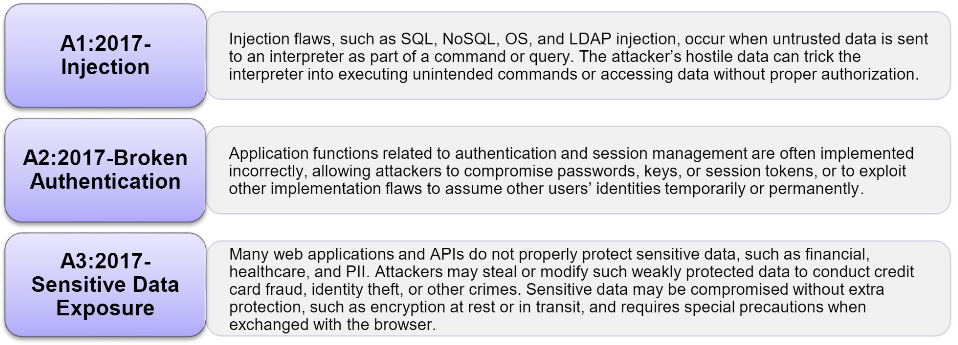 A1:2017-
Injection
Injection flaws, such as SQL, NoSQL, OS, and LDAP injection, occur when untrusted data is sent
to an interpreter as part of a command or query. The attacker’s hostile data can trick the
interpreter into executing unintended commands or accessing data without proper authorization.
A2:2017-Broken
Authentication
Application functions related to authentication and session management are often implemented
incorrectly, allowing attackers to compromise passwords, keys, or session tokens, or to exploit
other implementation flaws to assume other users’ identities temporarily or permanently.
A3:2017-
Sensitive Data
Exposure
Many web applications and APIs do not properly protect sensitive data, such as financial,
healthcare, and PII. Attackers may steal or modify such weakly protected data to conduct credit
card fraud, identity theft, or other crimes. Sensitive data may be compromised without extra
protection, such as encryption at rest or in transit, and requires special precautions when
exchanged with the browser.